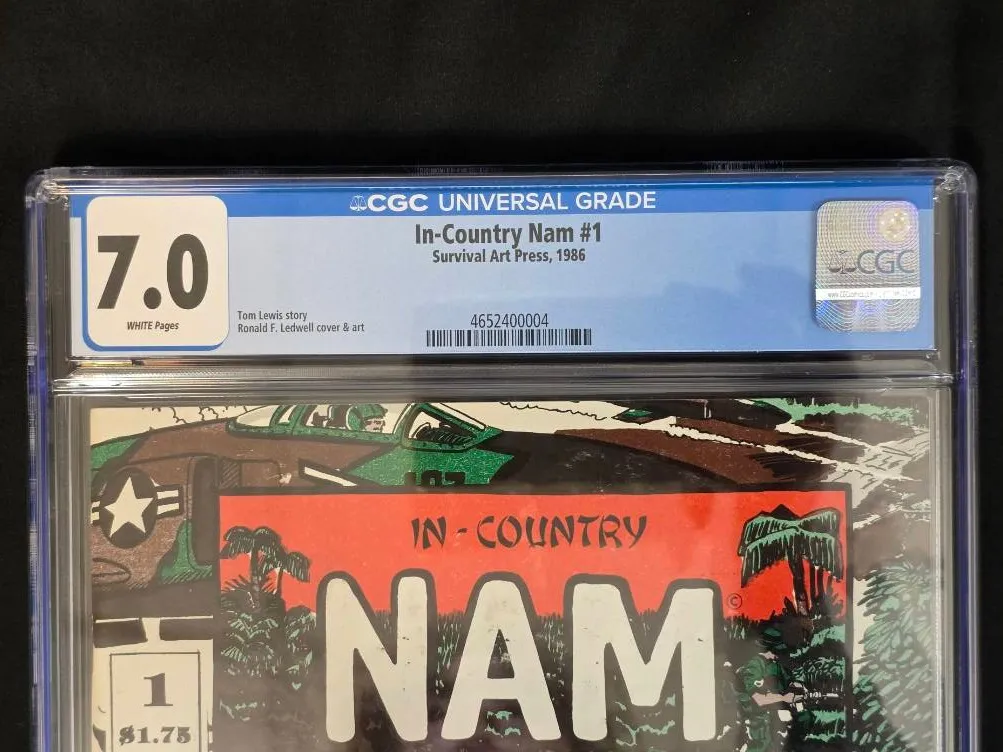 CGC UNIVERSAL GRADE
7.0
WHITE Pages
In-Country Nam #1
Survival Art Press, 1986
Tom Lewis story
Ronald F. Ledwell cover & art
4652400004
CGC
IN-COUNTRY
NAM
©
1
$1.75